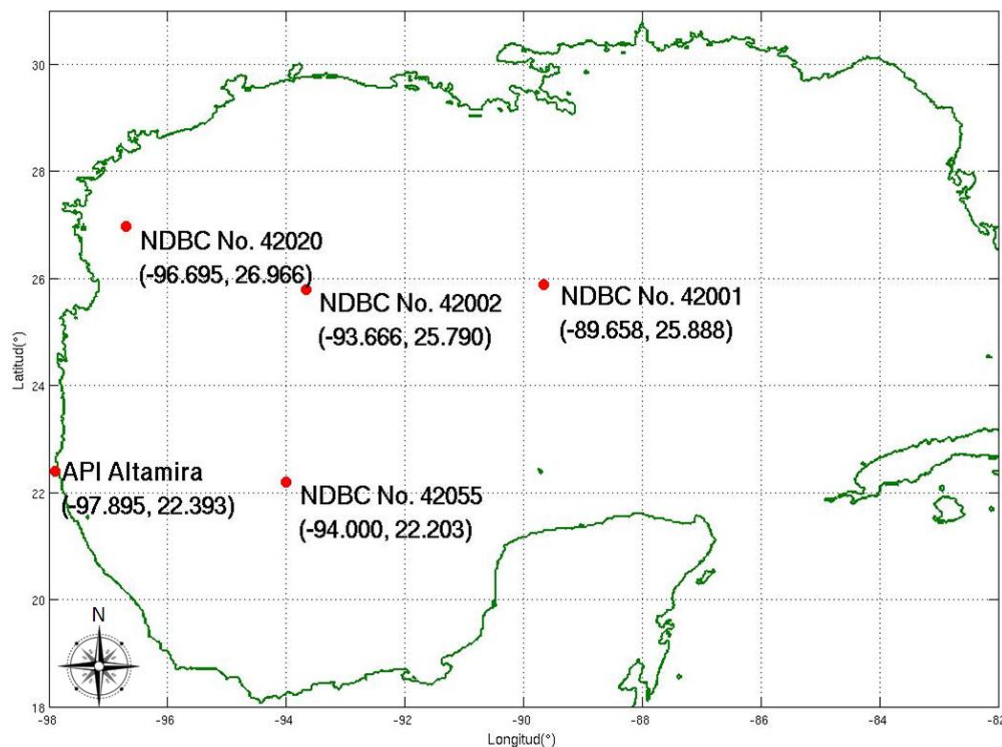 30
28
26
24
22
20
18
Latitud(°)
NDBC No. 42020
(-96.695, 26.966)
NDBC No. 42002
(-93.666, 25.790)
NDBC No. 42001
(-89.658, 25.888)
API Altamira
(-97.895, 22.393)
NDBC No. 42055
(-94.000, 22.203)
N
-98 -96 -94 -92 -90 -88 -86 -84 -82
Longitud(°)